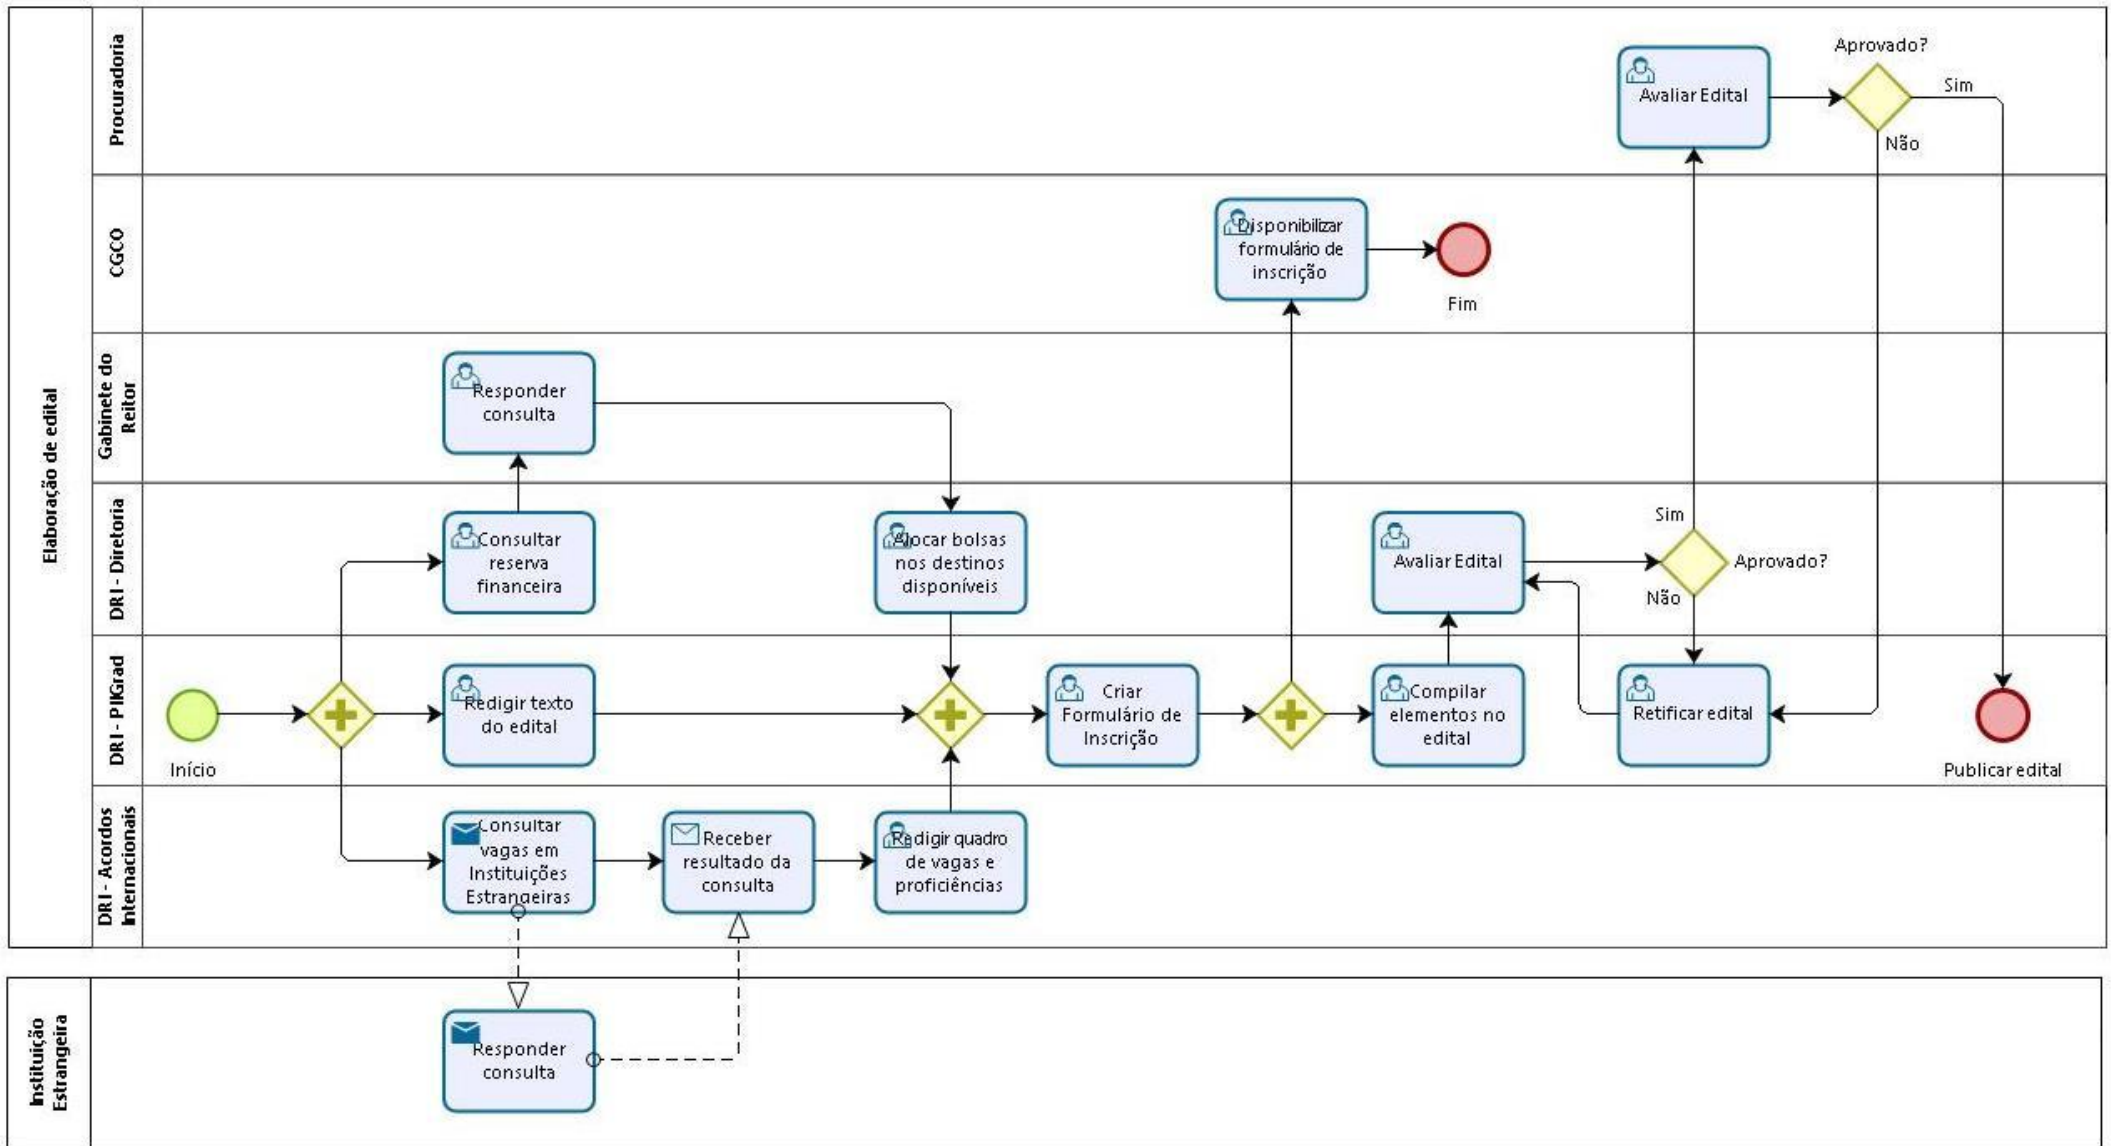 Elaboração de edital
Procuradoria
Avaliar Edital
Aprovado?
Sim
Não
CGCO
Disponibilizar
formulário de
inscrição
Fim
Gabinete do
Reitor
Responder
consulta
DRI - Diretoria
Consultar
reserva
financeira
Alocar bolsas
nos destinos
disponíveis
Avaliar Edital
Sim
Aprovado?
Não
DRI - PIIGrad
Início
Redigir texto
do edital
Criar
Formulário de
Inscrição
Compilar
elementos no
edital
Retificar edital
Publicar edital
DRI - Acordos
Internacionais
Consultar
vagas em
Instituições
Estrangeiras
Receber
resultado da
consulta
Redigir quadro
de vagas e
proficiências
Instituição
Estrangeira
Responder
consulta